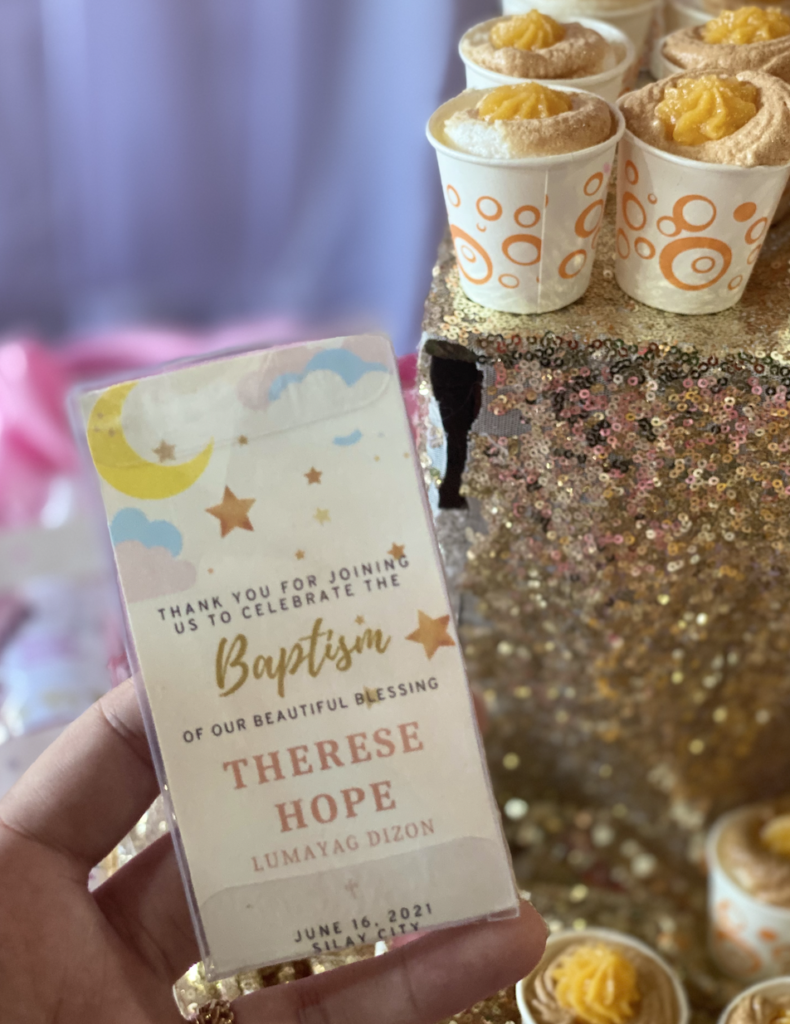 THANK YOU FOR JOINING
US TO CELEBRATE THE
Baptism
OF OUR BEAUTIFUL BLESSING
THERESE
HOPE
LUMAYAG DIZON
JUNE 16, 2021
SILAY CITY